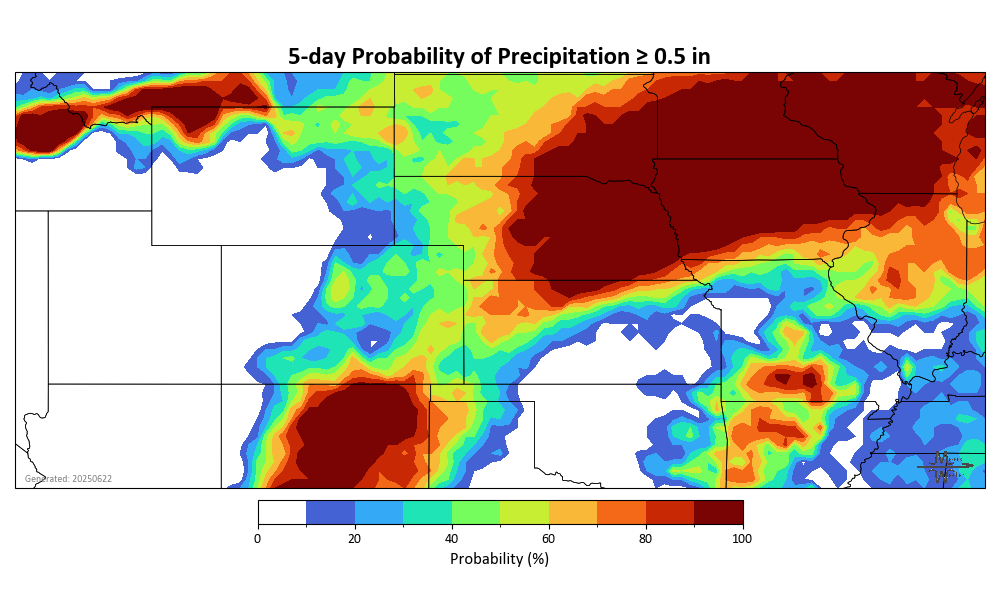 5-day Probability of Precipitation ≥ 0.5 in
Generated: 20250622
0 20 40 60 80 100
Probability (%)